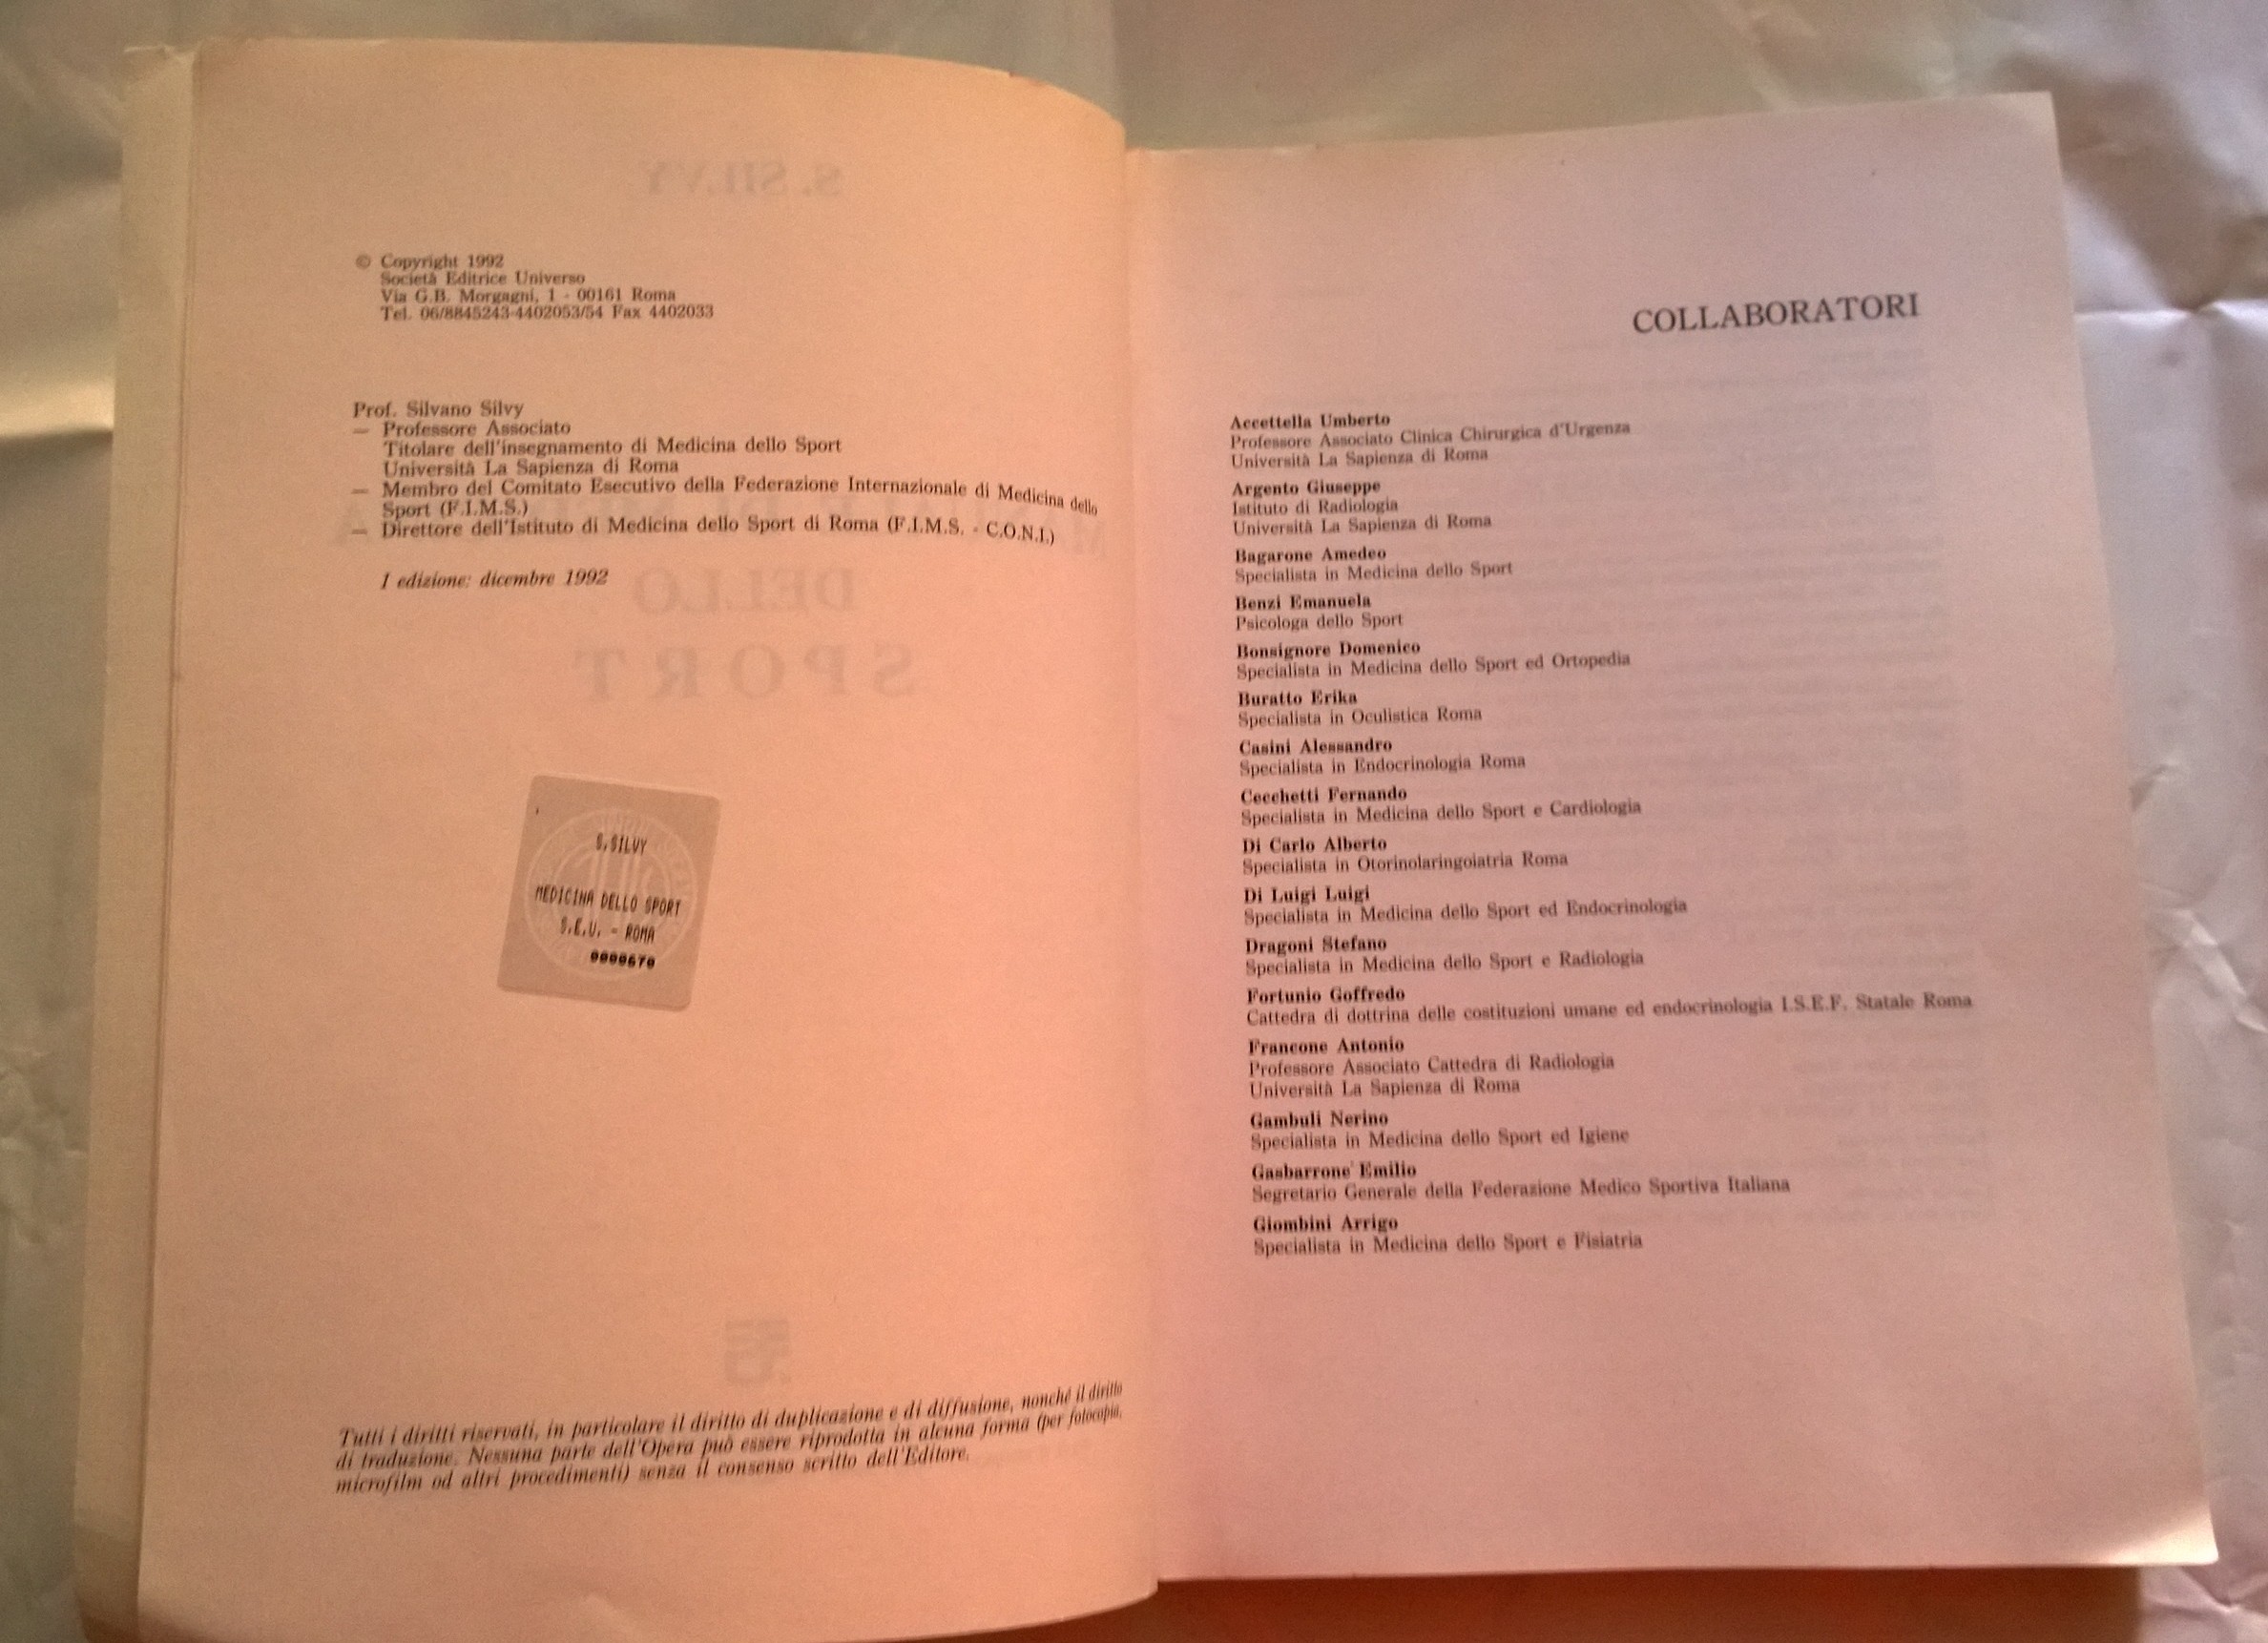 © Copyright 1992
Società Editrice Universo
Via G.B. Morgagni, 1 - 00161 Roma
Tel. 06/8845243-4402053/54 Fax 4402033
Prof. Silvano Silvy
— Professore Associato
Titolare dell'insegnamento di Medicina dello Sport
Università La Sapienza di Roma
— Membro del Comitato Esecutivo della Federazione Internazionale di Medicina dello
Sport (F.I.M.S.)
— Direttore dell'Istituto di Medicina dello Sport di Roma (F.I.M.S. - C.O.N.I.)
I edizione: dicembre 1992
S. SILVY
MEDICINA DELLO SPORT
S.E.U. - ROMA
0000670
Tutti i diritti riservati, in particolare il diritto di duplicazione e di diffusione, nonché il diritto
di traduzione. Nessuna parte dell'Opera può essere riprodotta in alcuna forma (per fotocopia,
microfilm od altri procedimenti) senza il consenso scritto dell'Editore.
COLLABORATORI
Accettella Umberto
Professore Associato Clinica Chirurgica d'Urgenza
Università La Sapienza di Roma
Argento Giuseppe
Istituto di Radiologia
Università La Sapienza di Roma
Bagarone Amedeo
Specialista in Medicina dello Sport
Benzi Emanuela
Psicologa dello Sport
Bonsignore Domenico
Specialista in Medicina dello Sport ed Ortopedia
Buratto Erika
Specialista in Oculistica Roma
Casini Alessandro
Specialista in Endocrinologia Roma
Cecchetti Fernando
Specialista in Medicina dello Sport e Cardiologia
Di Carlo Alberto
Specialista in Otorinolaringoiatria Roma
Di Luigi Luigi
Specialista in Medicina dello Sport ed Endocrinologia
Dragoni Stefano
Specialista in Medicina dello Sport e Radiologia
Fortunio Goffredo
Cattedra di dottrina delle costituzioni umane ed endocrinologia I.S.E.F. Statale Roma
Francone Antonio
Professore Associato Cattedra di Radiologia
Università La Sapienza di Roma
Gambuli Nerino
Specialista in Medicina dello Sport ed Igiene
Gasbarrone Emilio
Segretario Generale della Federazione Medico Sportiva Italiana
Giombini Arrigo
Specialista in Medicina dello Sport e Fisiatria